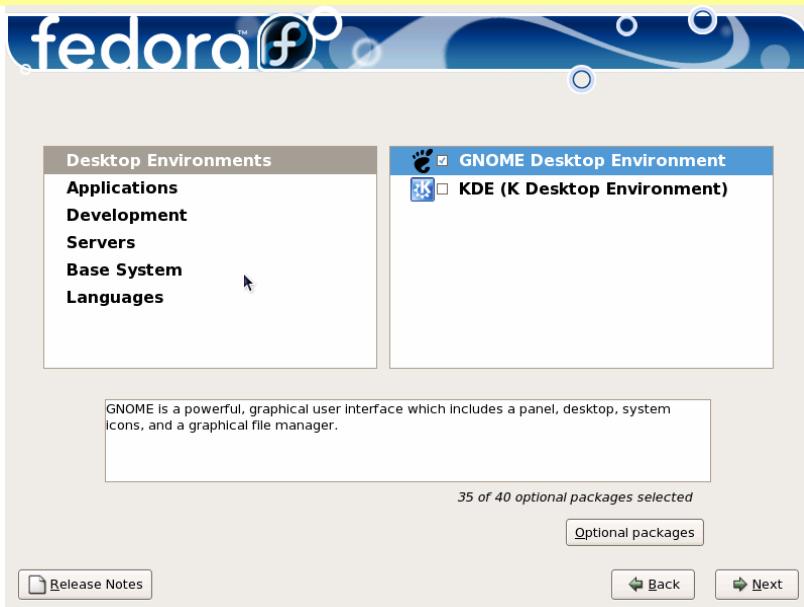 fedora™
Desktop Environments
Applications
Development
Servers
Base System
Languages
GNOME Desktop Environment
KDE (K Desktop Environment)
GNOME is a powerful, graphical user interface which includes a panel, desktop, system
icons, and a graphical file manager.
35 of 40 optional packages selected
Optional packages
Release Notes
Back
Next